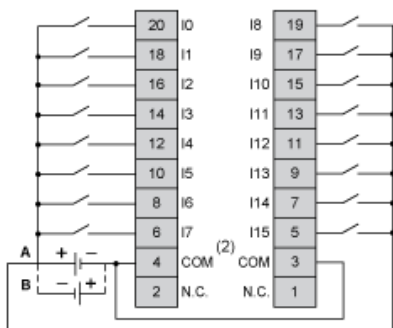 20 I0 I8 19
18 I1 I9 17
16 I2 I10 15
14 I3 I11 13
12 I4 I12 11
10 I5 I13 9
8 I6 I14 7
6 I7 I15 5
(2)
A + − 4 COM COM 3
B − + 2 N.C. N.C. 1